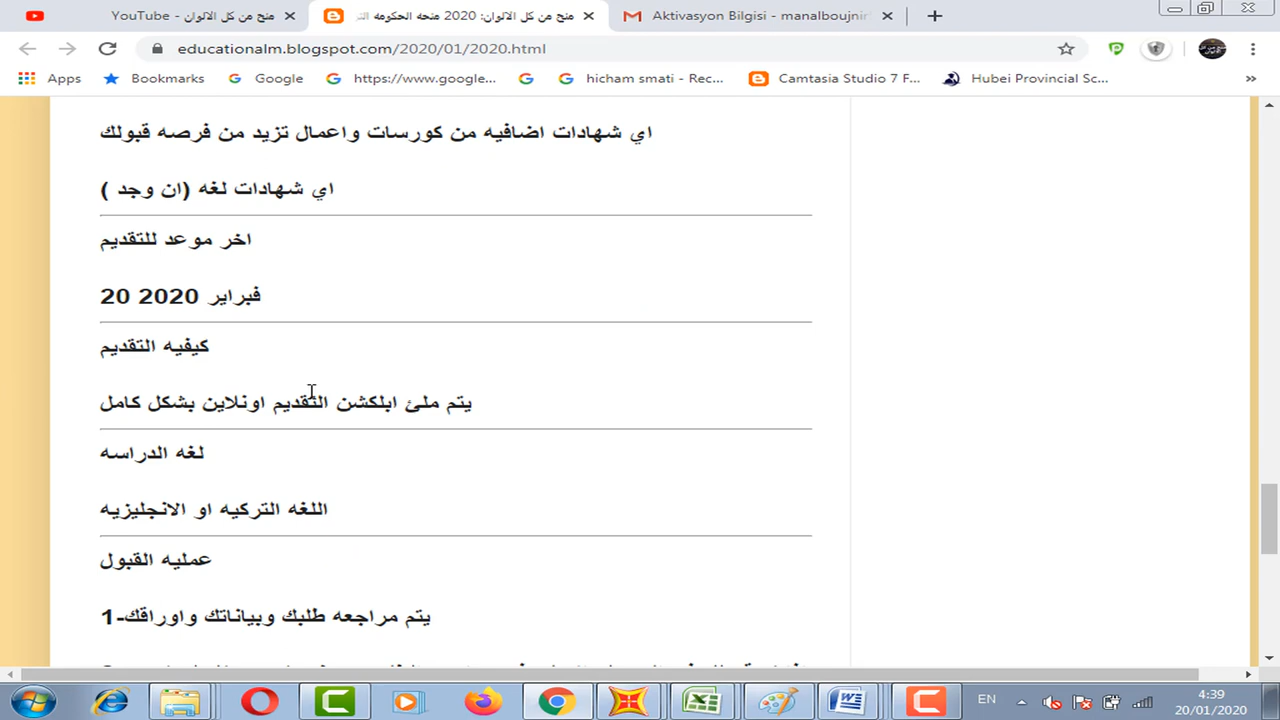 YouTube - منح من كل الالوان
منح من كل الالوان: 2020 منحه الحكومه التر
Aktivasyon Bilgisi - manalboujnir
educationalm.blogspot.com/2020/01/2020.html
Apps
Bookmarks
Google
https://www.google...
hicham smati - Rec...
Camtasia Studio 7 F...
Hubei Provincial Sc...
»
اي شهادات اضافيه من كورسات واعمال تزيد من فرصه قبولك
اي شهادات لغه (ان وجد )
اخر موعد للتقديم
20 فبراير 2020
كيفيه التقديم
يتم ملئ ابلكشن التقديم اونلاين بشكل كامل
لغه الدراسه
اللغه التركيه او الانجليزيه
عمليه القبول
1-يتم مراجعه طلبك وبياناتك واوراقك
EN
4:39
20/01/2020